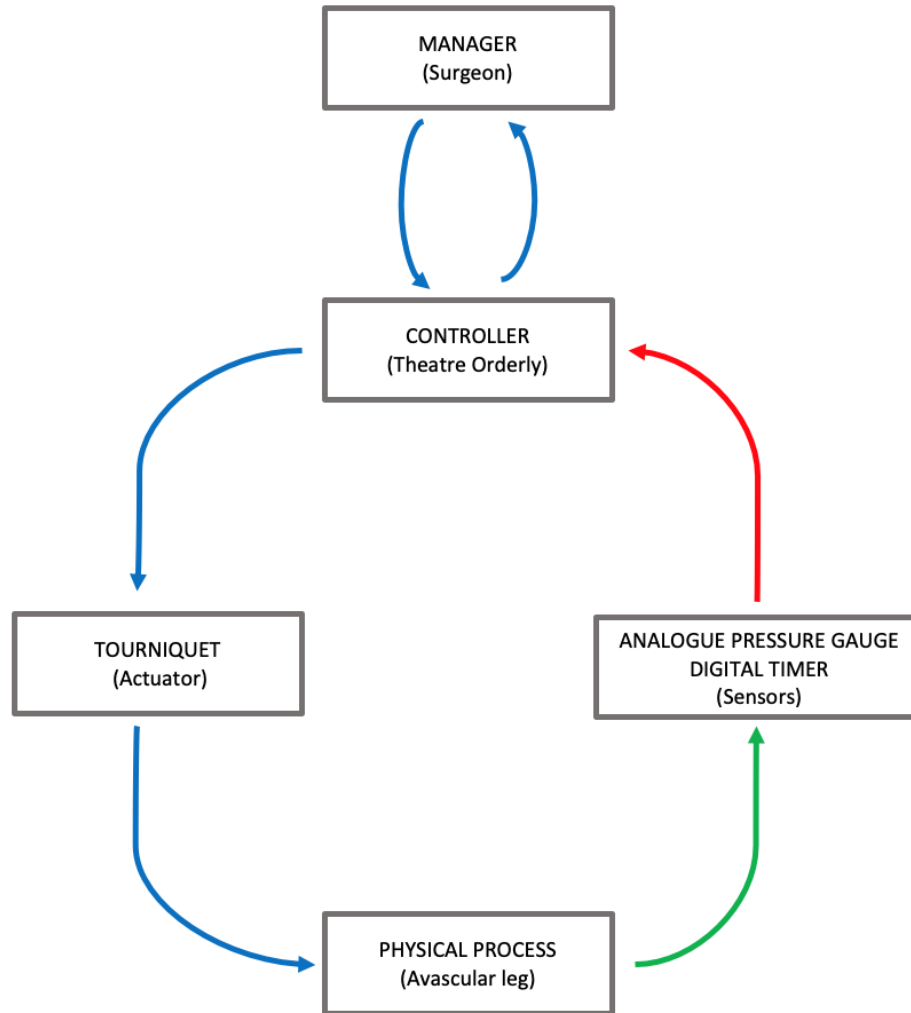 MANAGER
(Surgeon)
CONTROLLER
(Theatre Orderly)
TOURNIQUET
(Actuator)
ANALOGUE PRESSURE GAUGE
DIGITAL TIMER
(Sensors)
PHYSICAL PROCESS
(Avascular leg)